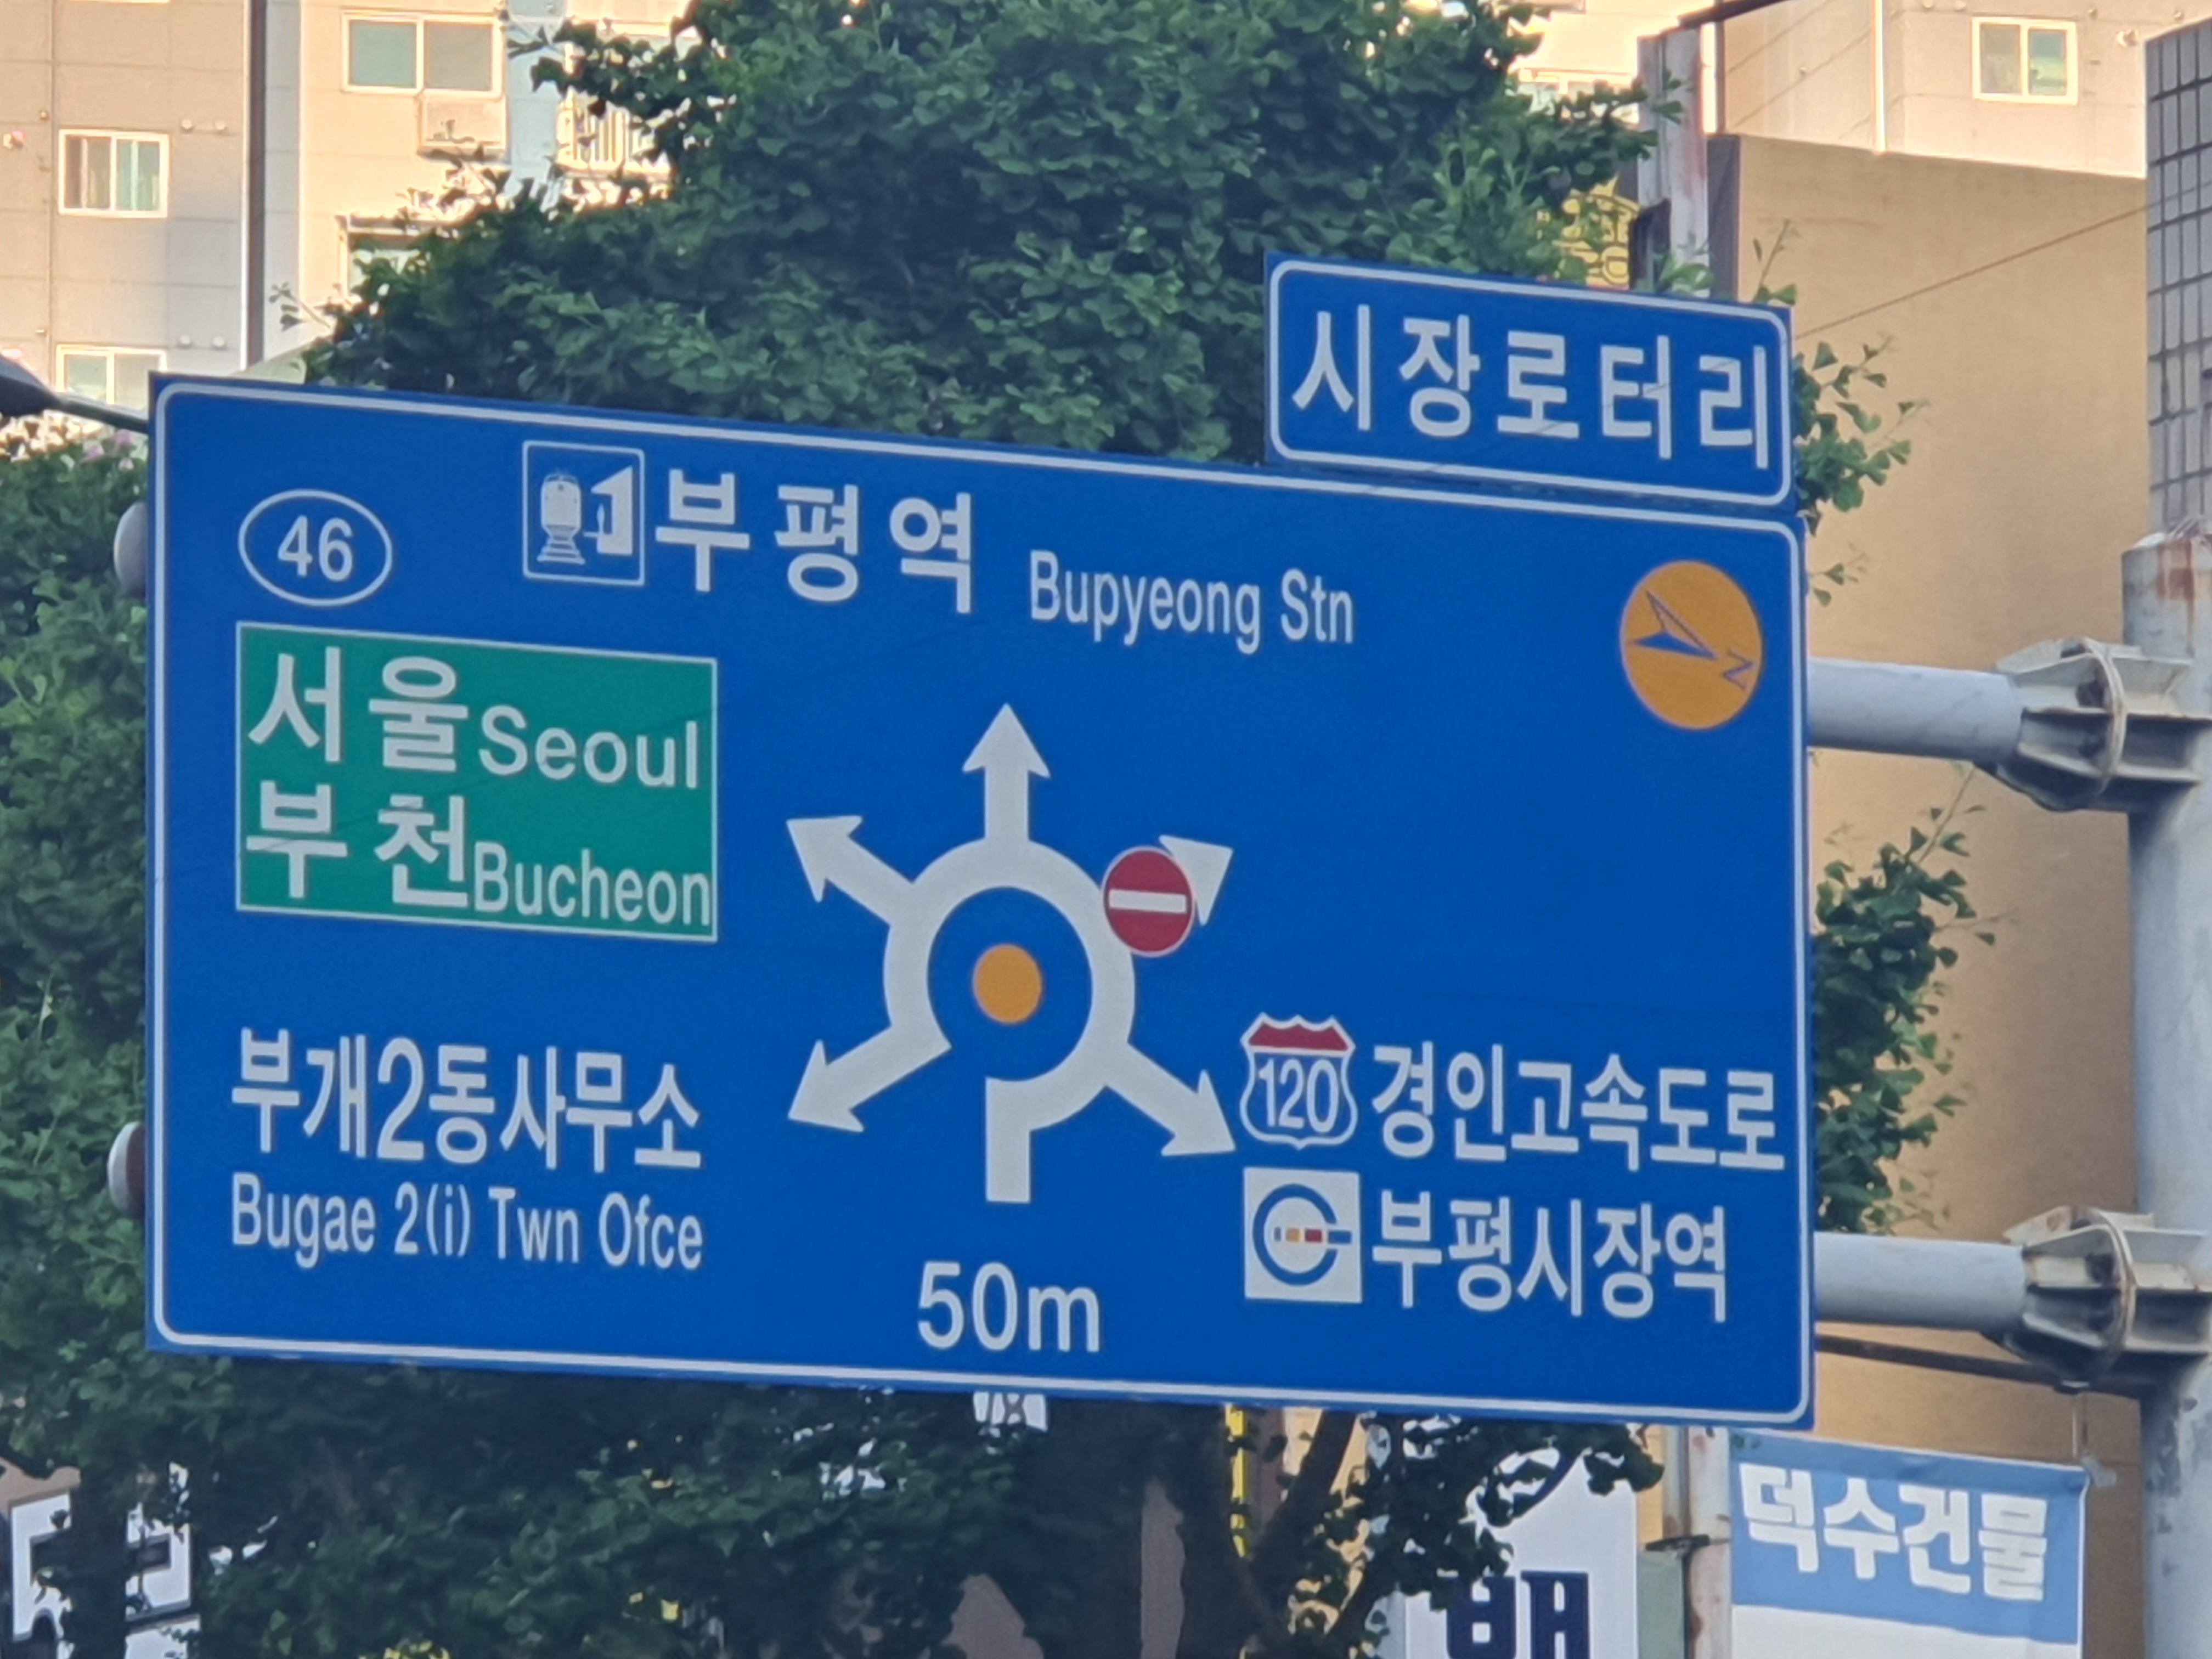 시장로터리
46
부평역 Bupyeong Stn
N
서울 Seoul
부천 Bucheon
부개2동사무소
Bugae 2(i) Twn Ofce
120 경인고속도로
부평시장역
50m
덕수건물